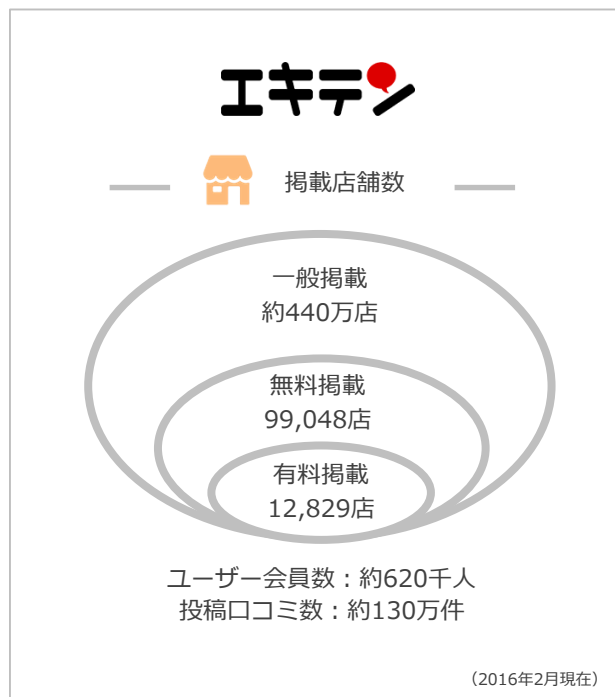 エキテン
掲載店舗数
一般掲載
約440万店
無料掲載
99,048店
有料掲載
12,829店
ユーザー会員数：約620千人
投稿口コミ数：約130万件
（2016年2月現在）